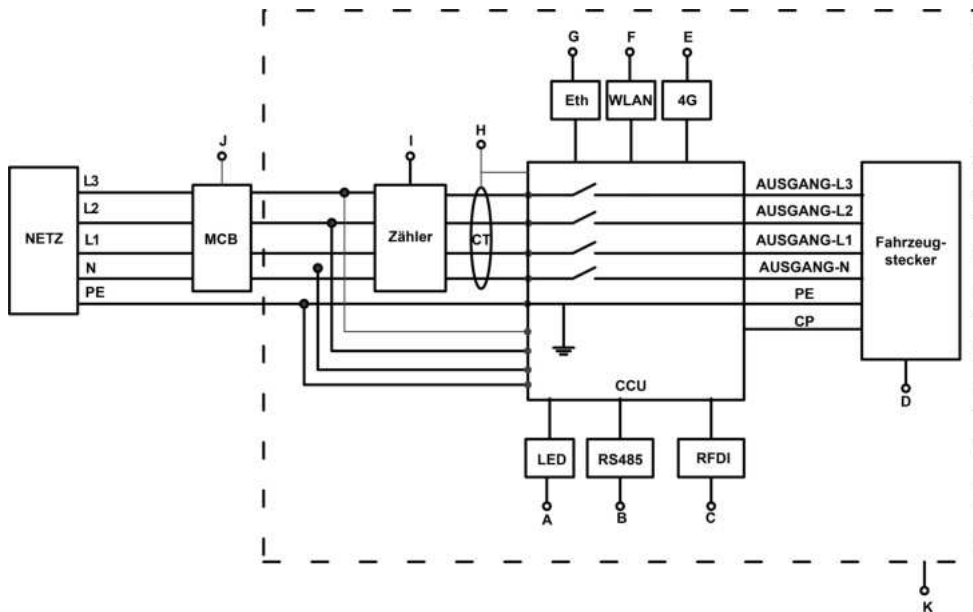 G
F
E
Eth
WLAN
4G
J
I
H
NETZ
L3
L2
L1
N
PE
MCB
Zähler
CT
AUSGANG-L3
AUSGANG-L2
AUSGANG-L1
AUSGANG-N
PE
CP
Fahrzeug-
stecker
CCU
D
LED
RS485
RFDI
A
B
C
K